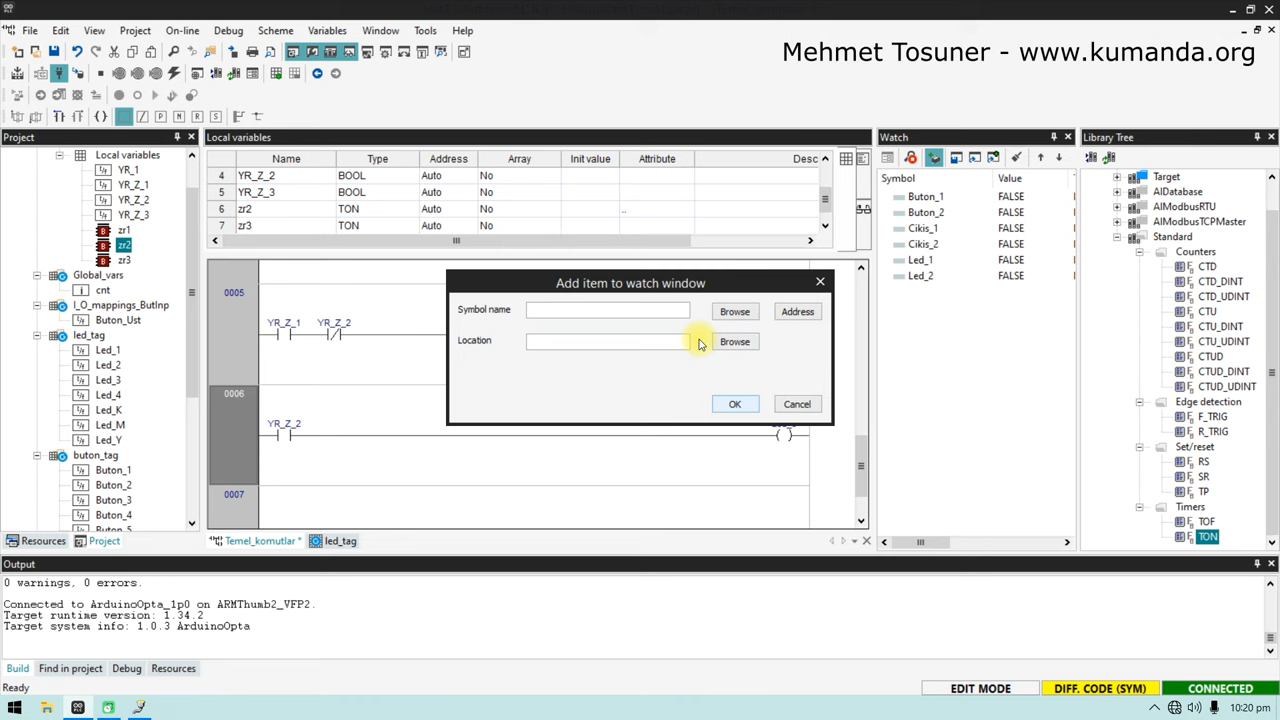 File Edit View Project On-line Debug Scheme Variables Window Tools Help
Mehmet Tosuner - www.kumanda.org
Project
Local variables
YR_1
YR_Z_1
YR_Z_2
YR_Z_3
zr1
zr2
zr3
Global_vars
cnt
I_O_mappings_ButInp
Buton_Ust
led_tag
Led_1
Led_2
Led_3
Led_4
Led_K
Led_M
Led_Y
buton_tag
Buton_1
Buton_2
Buton_3
Buton_4
Buton_5
Resources Project
Local variables
Name Type Address Array Init value Attribute Desc
4 YR_Z_2 BOOL Auto No
5 YR_Z_3 BOOL Auto No
6 zr2 TON Auto No ..
7 zr3 TON Auto No
0005
YR_Z_1 YR_Z_2
0006
YR_Z_2
0007
Temel_komutlar * led_tag
Add item to watch window
Symbol name Browse Address
Location Browse
OK Cancel
Watch
Symbol Value
Buton_1 FALSE
Buton_2 FALSE
Cikis_1 FALSE
Cikis_2 FALSE
Led_1 FALSE
Led_2 FALSE
Library Tree
Target
AlDatabase
AlModbusRTU
AlModbusTCPMaster
Standard
Counters
CTD
CTD_DINT
CTD_UDINT
CTU
CTU_DINT
CTU_UDINT
CTUD
CTUD_DINT
CTUD_UDINT
Edge detection
F_TRIG
R_TRIG
Set/reset
RS
SR
TP
Timers
TOF
TON
Output
0 warnings, 0 errors.
Connected to ArduinoOpta_1p0 on ARMThumb2_VFP2.
Target runtime version: 1.34.2
Target system info: 1.0.3 ArduinoOpta
Build Find in project Debug Resources
Ready EDIT MODE DIFF. CODE (SYM) CONNECTED
10:20 pm